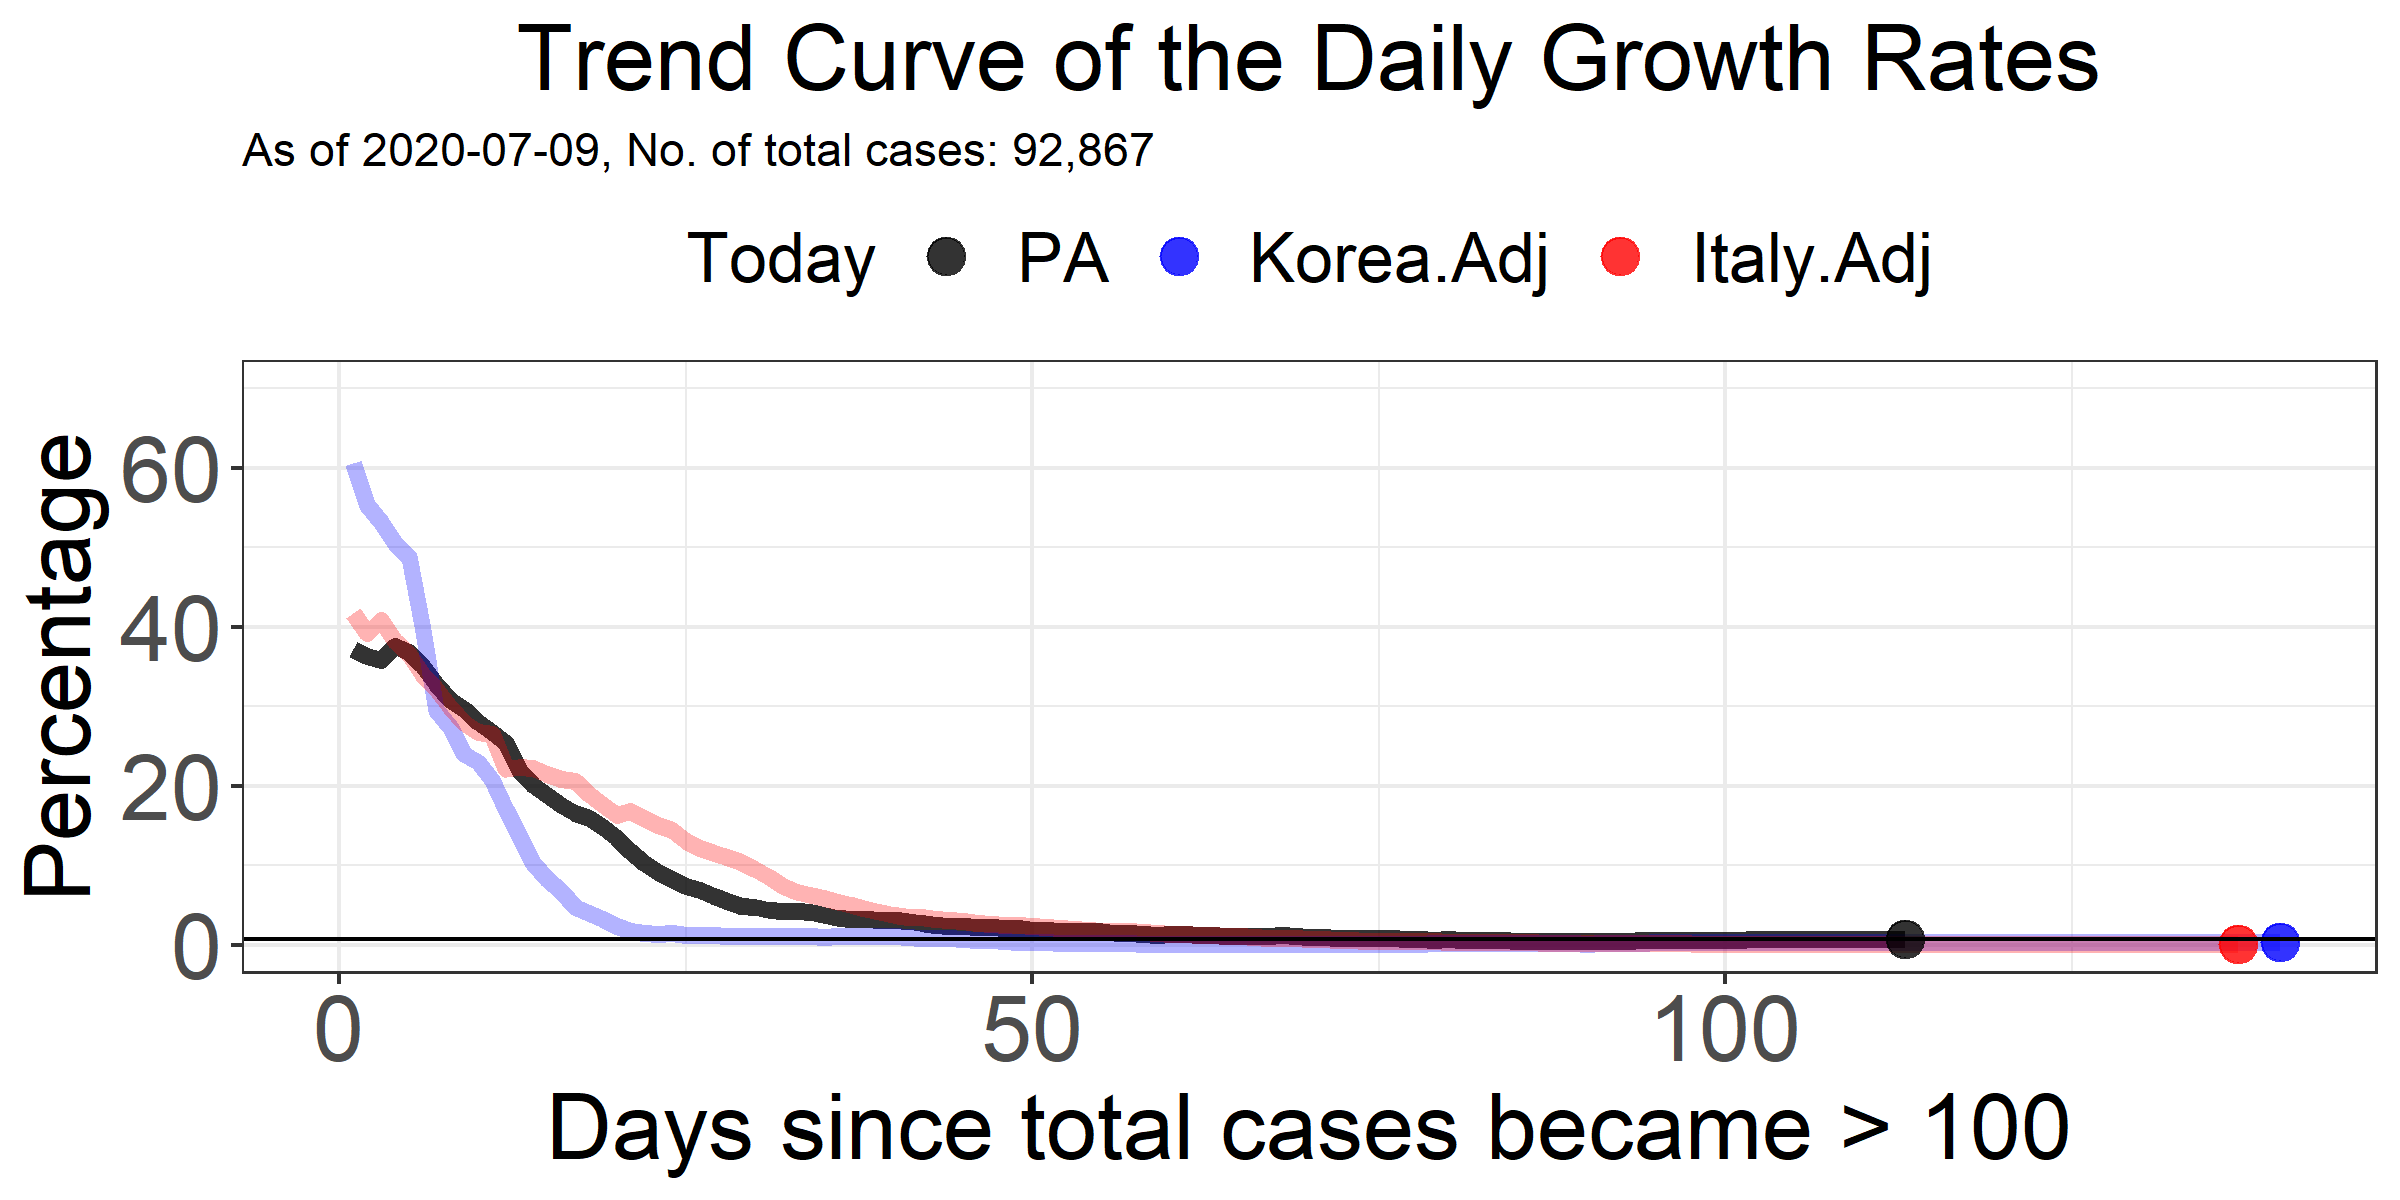 Trend Curve of the Daily Growth Rates
As of 2020-07-09, No. of total cases: 92,867
Today PA Korea.Adj Italy.Adj
Percentage
60
40
20
0
0 50 100
Days since total cases became > 100